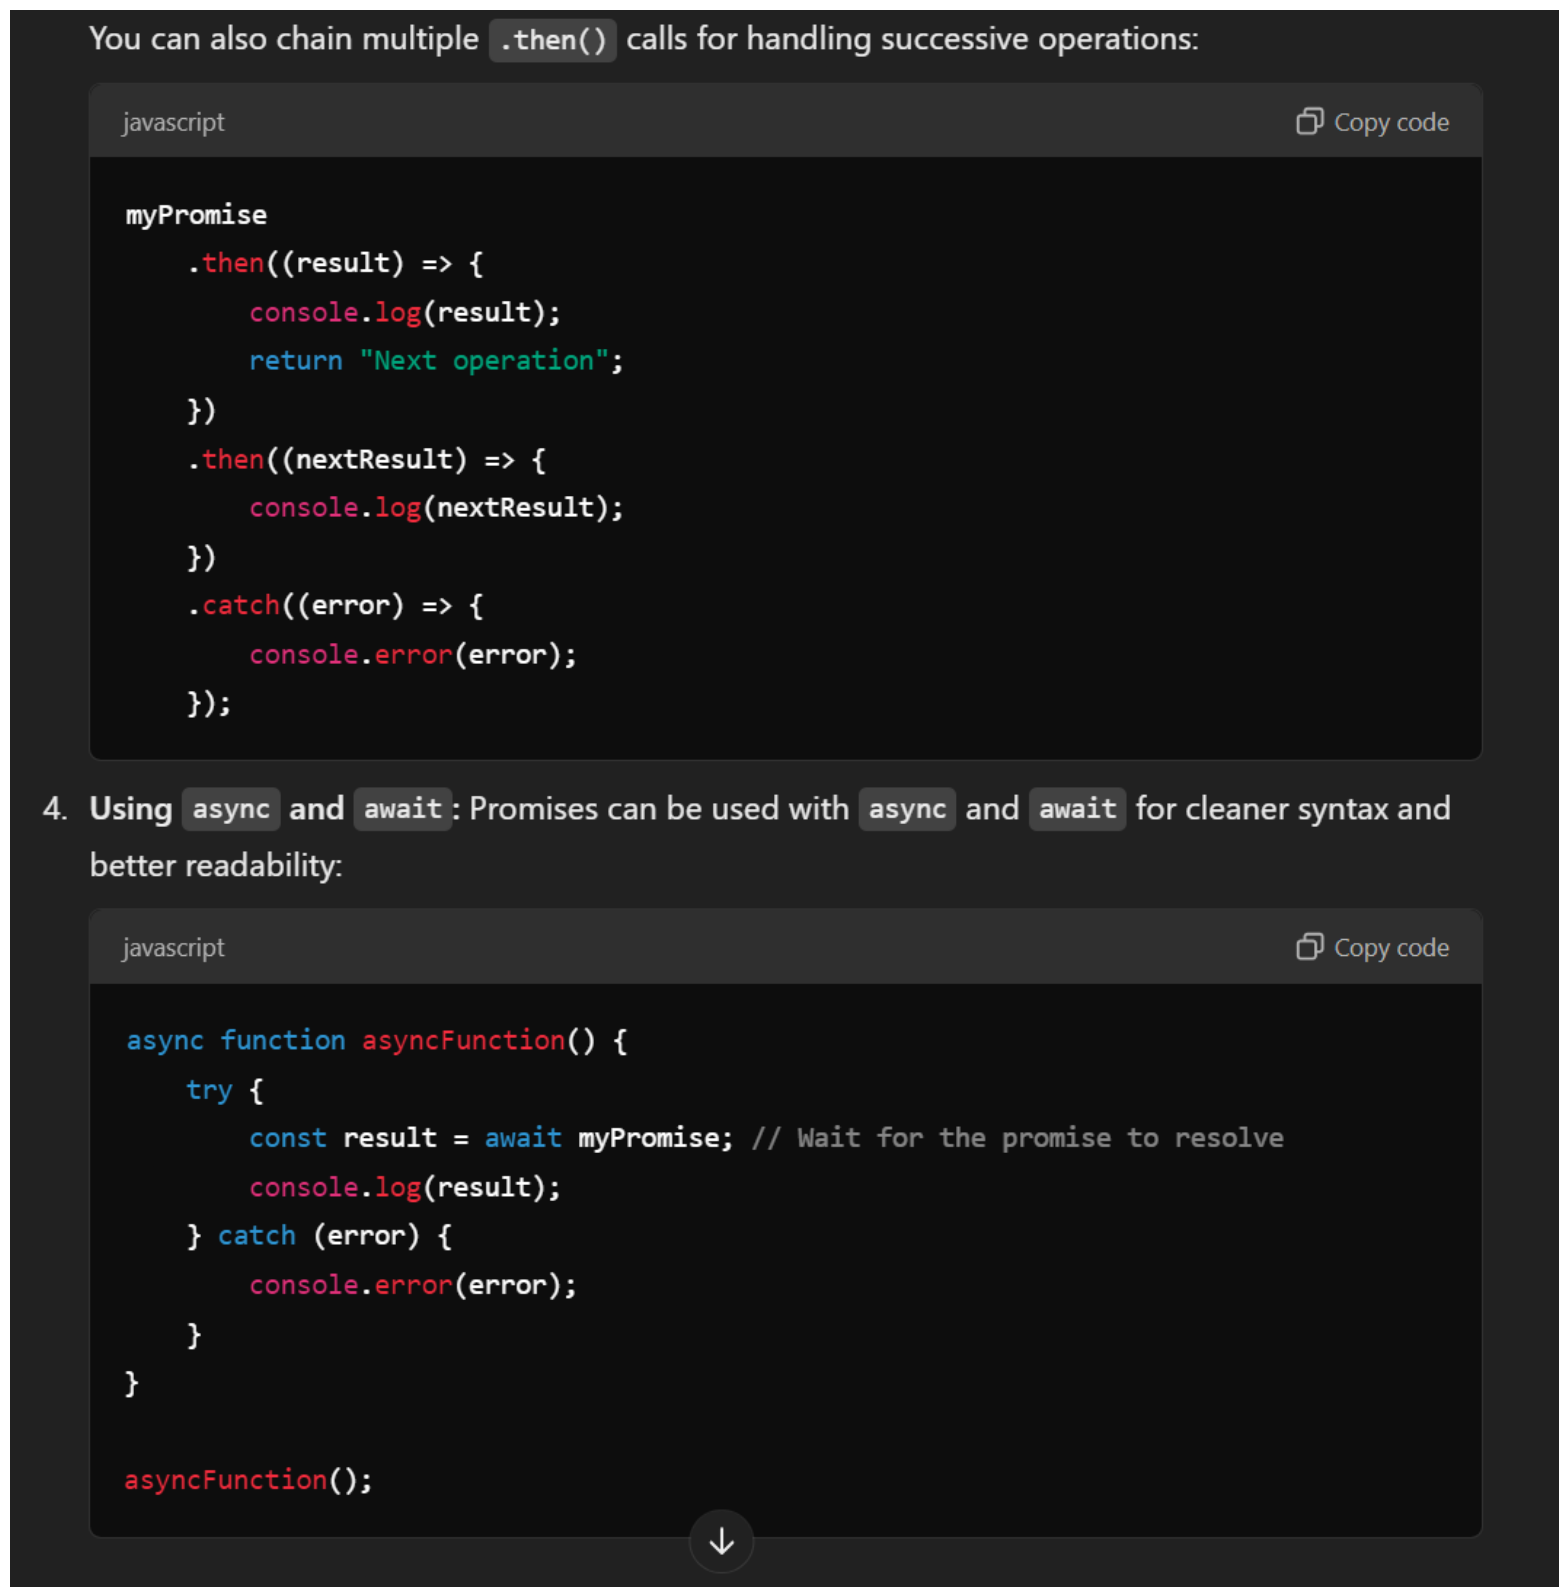 You can also chain multiple .then() calls for handling successive operations:
javascript
Copy code
myPromise
    .then((result) => {
        console.log(result);
        return "Next operation";
    })
    .then((nextResult) => {
        console.log(nextResult);
    })
    .catch((error) => {
        console.error(error);
    });
4. Using async and await: Promises can be used with async and await for cleaner syntax and
better readability:
javascript
Copy code
async function asyncFunction() {
    try {
        const result = await myPromise; // Wait for the promise to resolve
        console.log(result);
    } catch (error) {
        console.error(error);
    }
}
asyncFunction();